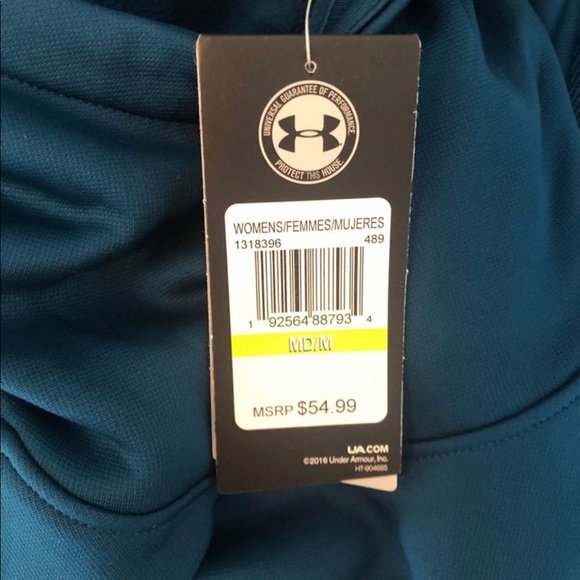 UNIVERSAL GUARANTEE OF PERFORMANCE
PROTECT THIS HOUSE
WOMENS/FEMMES/MUJERES
1318396 489
1 92564 88793 4
MD/M
MSRP $54.99
UA.COM
©2016 Under Armour, Inc.
HT-904685